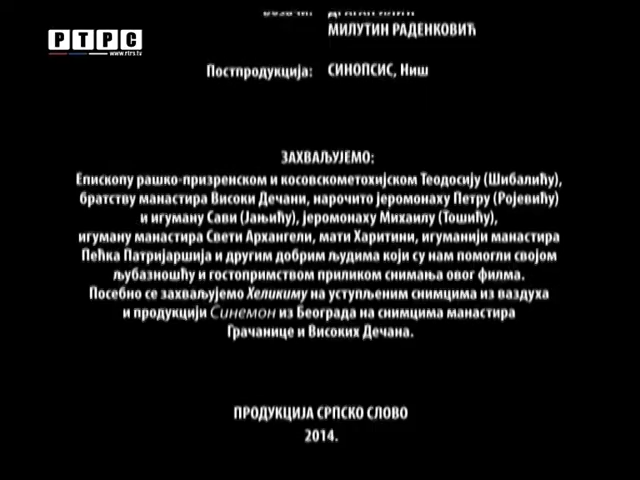 РТРС
www.rtrs.tv
МИЛУТИН РАДЕНКОВИЋ
Постпродукција: СИНОПСИС, Ниш
ЗАХВАЉУЈЕМО:
Епископу рашко-призренском и косовскометохијском Теодосију (Шибалићу),
братству манастира Високи Дечани, нарочито јеромонаху Петру (Ројевићу)
и игуману Сави (Јањићу), јеромонаху Михаилу (Тошићу),
игуману манастира Свети Архангели, мати Харитини, игуманији манастира
Пећка Патријаршија и другим добрим људима који су нам помогли својом
љубазношћу и гостопримством приликом снимања овог филма.
Посебно се захваљујемо Хеликиму на уступљеним снимцима из ваздуха
и продукцији Синемон из Београда на снимцима манастира
Грачанице и Високих Дечана.
ПРОДУКЦИЈА СРПСКО СЛОВО
2014.